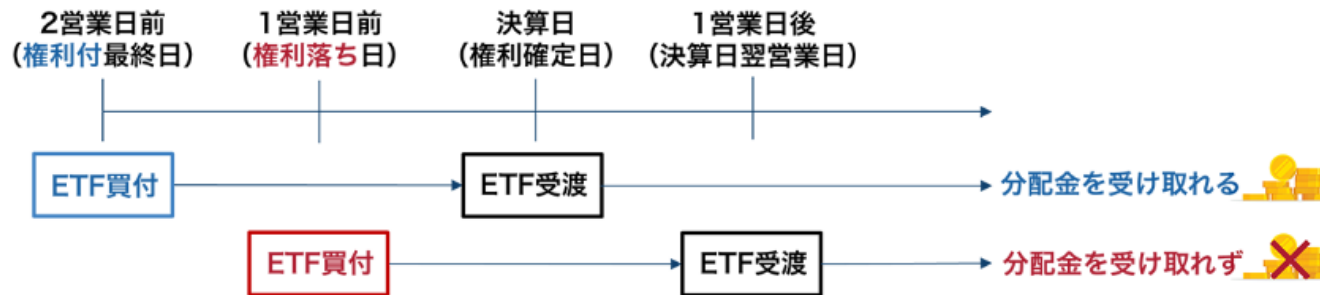 2営業日前
（権利付最終日）
1営業日前
（権利落ち日）
決算日
（権利確定日）
1営業日後
（決算日翌営業日）
ETF買付
ETF受渡
分配金を受け取れる
ETF買付
ETF受渡
分配金を受け取れず